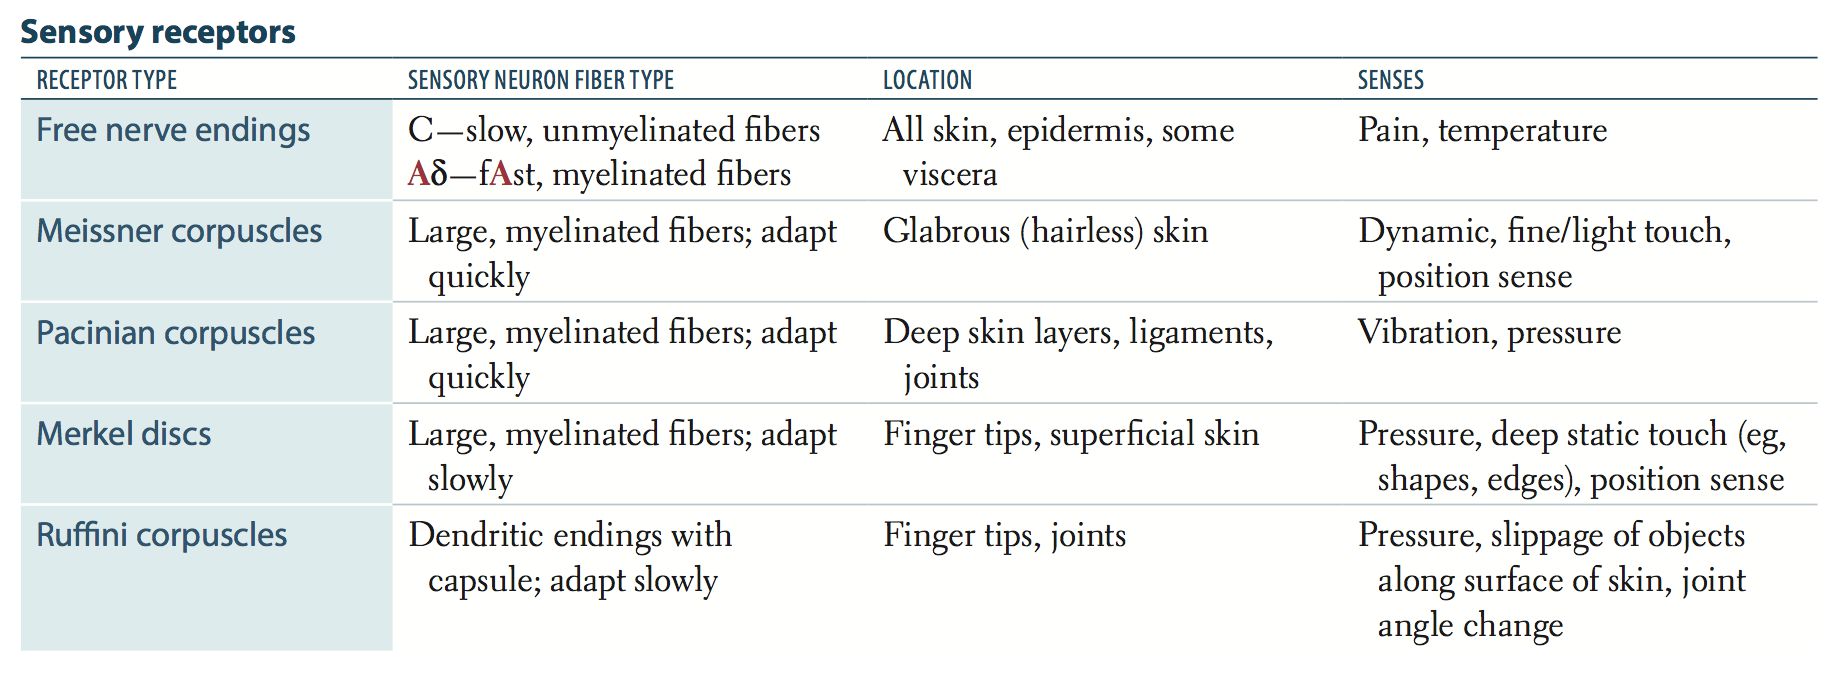 Sensory receptors
RECEPTOR TYPE SENSORY NEURON FIBER TYPE LOCATION SENSES
Free nerve endings C—slow, unmyelinated fibers All skin, epidermis, some Pain, temperature
Aδ—fAst, myelinated fibers viscera
Meissner corpuscles Large, myelinated fibers; adapt Glabrous (hairless) skin Dynamic, fine/light touch,
quickly position sense
Pacinian corpuscles Large, myelinated fibers; adapt Deep skin layers, ligaments, Vibration, pressure
quickly joints
Merkel discs Large, myelinated fibers; adapt Finger tips, superficial skin Pressure, deep static touch (eg,
slowly shapes, edges), position sense
Ruffini corpuscles Dendritic endings with Finger tips, joints Pressure, slippage of objects
capsule; adapt slowly along surface of skin, joint
angle change